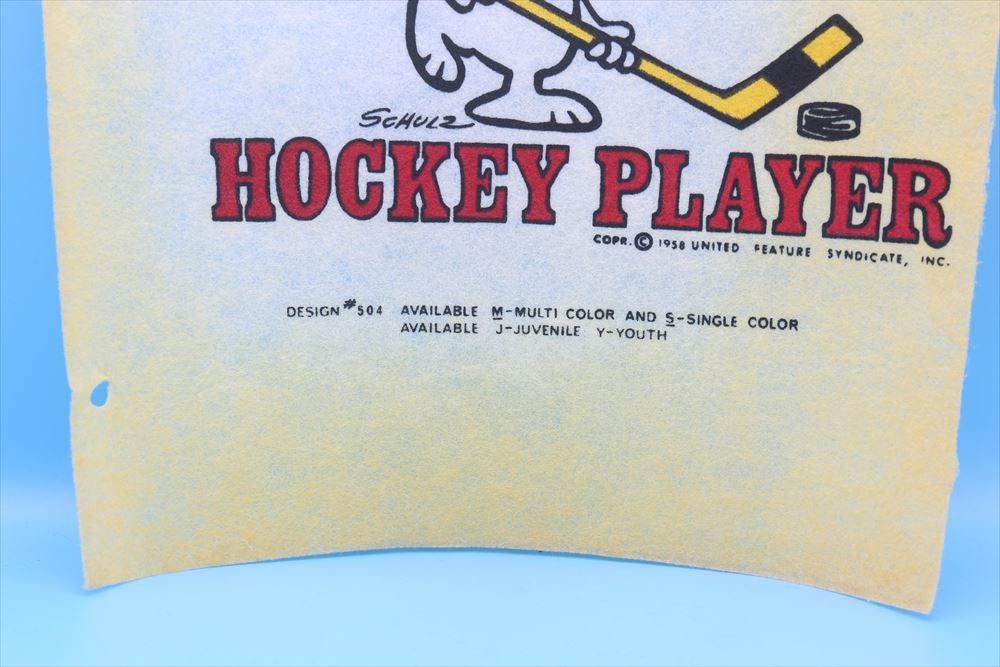 SCHULZ
HOCKEY PLAYER
COPR. © 1958 UNITED FEATURE SYNDICATE, INC.
DESIGN #504 AVAILABLE M-MULTI COLOR AND S-SINGLE COLOR
AVAILABLE J-JUVENILE Y-YOUTH